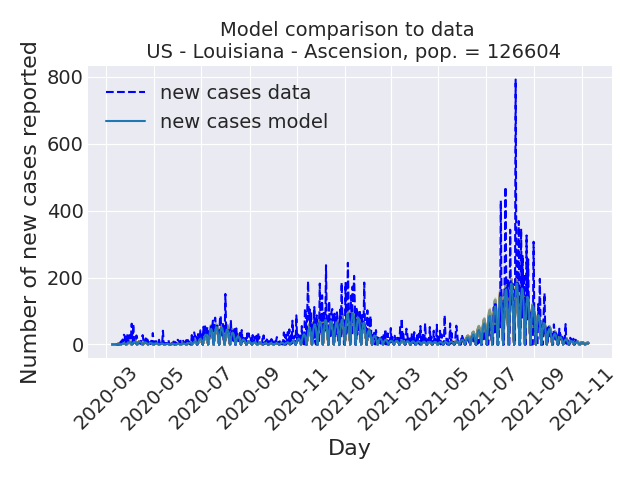 Model comparison to data
US - Louisiana - Ascension, pop. = 126604
Number of new cases reported
800
600
400
200
0
new cases data
new cases model
2020-03
2020-05
2020-07
2020-09
2020-11
2021-01
2021-03
2021-05
2021-07
2021-09
2021-11
Day